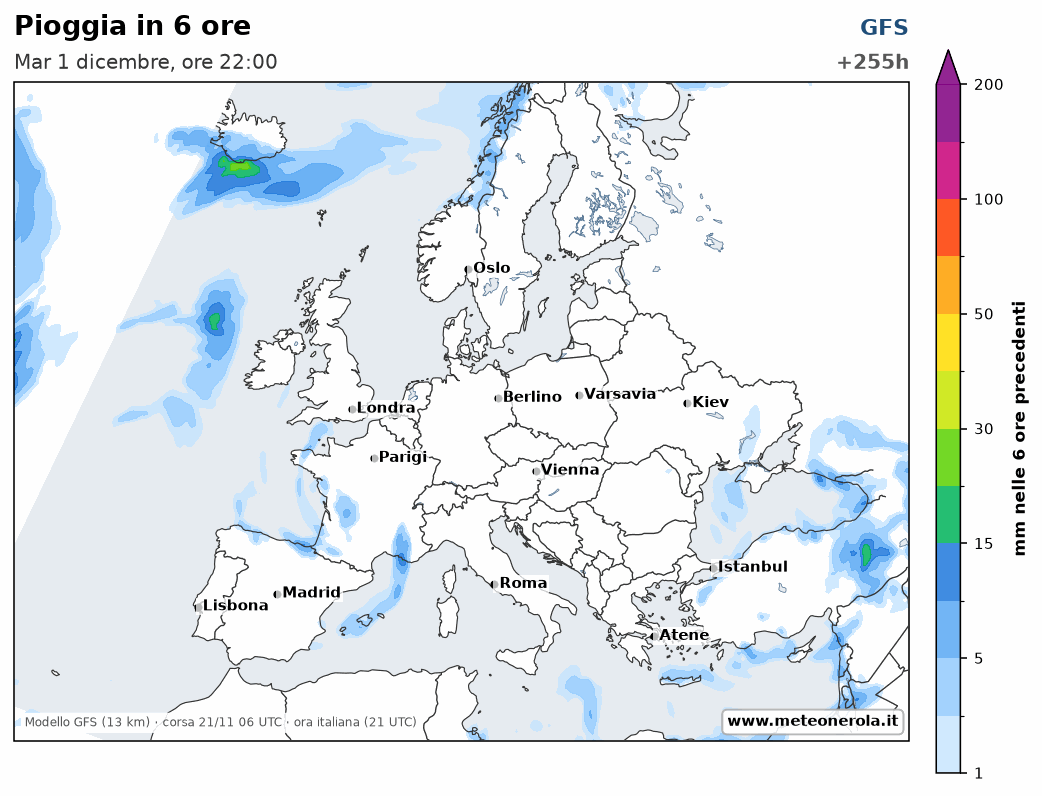 Pioggia in 6 ore
GFS
Mar 1 dicembre, ore 22:00
+255h
Oslo
Londra
Berlino
Varsavia
Kiev
Parigi
Vienna
Istanbul
Roma
Madrid
Lisbona
Atene
Modello GFS (13 km) · corsa 21/11 06 UTC · ora italiana (21 UTC)
www.meteonerola.it
200
100
50
30
15
5
1
mm nelle 6 ore precedenti